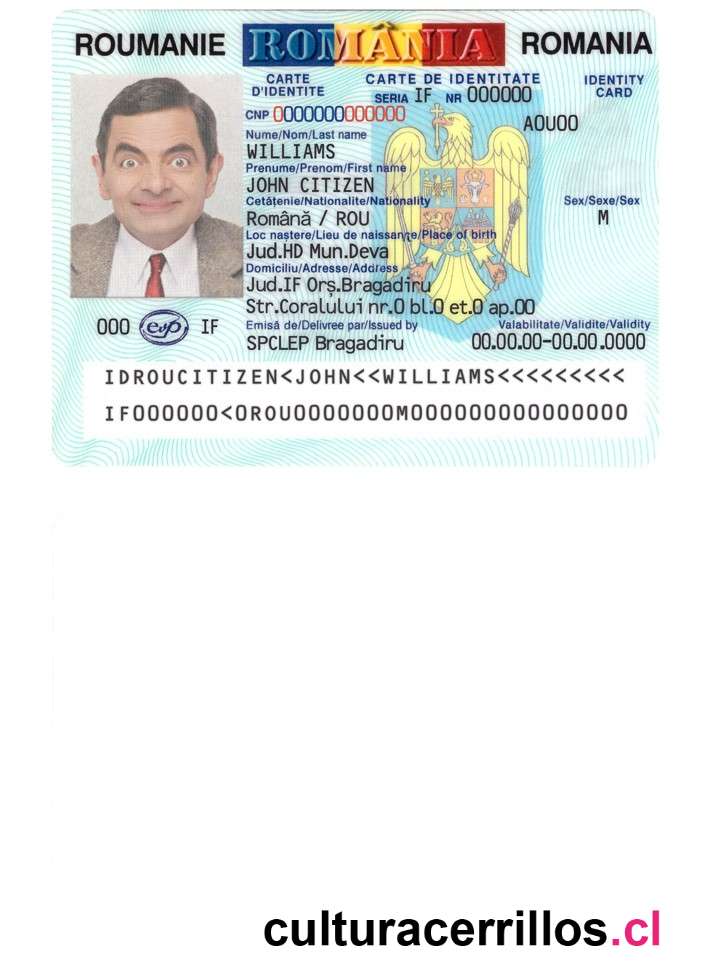 ROUMANIE ROMÂNIA ROMANIA
CARTE D'IDENTITE
CARTE DE IDENTITATE
IDENTITY CARD
SERIA IF NR 000000
CNP 0000000000000
A0U00
Nume/Nom/Last name
WILLIAMS
Prenume/Prenom/First name
JOHN CITIZEN
Cetăţenie/Nationalite/Nationality
Română / ROU
Sex/Sexe/Sex
M
Loc naştere/Lieu de naissance/Place of birth
Jud.HD Mun.Deva
Domiciliu/Adresse/Address
Jud.IF Orş.Bragadiru
Str.Coralului nr.0 bl.0 et.0 ap.00
000 IF
Emisă de/Delivree par/Issued by
SPCLEP Bragadiru
Valabilitate/Validite/Validity
00.00.00-00.00.0000
IDROUCITIZEN<JOHN<<WILLIAMS<<<<<<<<<
IF000000<0ROU0000000M000000000000000
culturacerrillos.cl